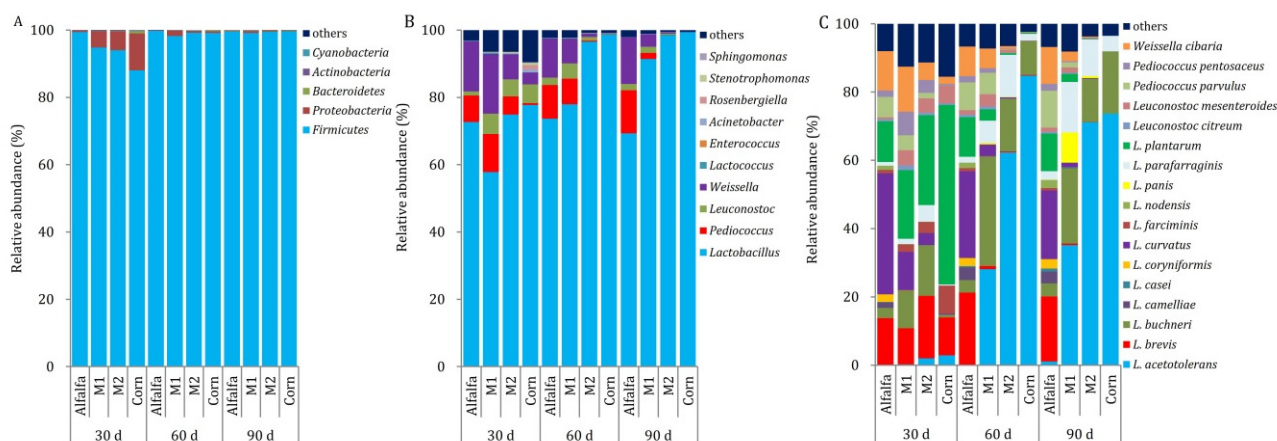 A
Relative abundance (%)
100
80
60
40
20
0
Alfalfa
M1
M2
Corn
Alfalfa
M1
M2
Corn
Alfalfa
M1
M2
Corn
30 d
60 d
90 d
others
Cyanobacteria
Actinobacteria
Bacteroidetes
Proteobacteria
Firmicutes
B
Relative abundance (%)
100
80
60
40
20
0
Alfalfa
M1
M2
Corn
Alfalfa
M1
M2
Corn
Alfalfa
M1
M2
Corn
30 d
60 d
90 d
others
Sphingomonas
Stenotrophomonas
Rosenbergiella
Acinetobacter
Enterococcus
Lactococcus
Weissella
Leuconostoc
Pediococcus
Lactobacillus
C
Relative abundance (%)
100
80
60
40
20
0
Alfalfa
M1
M2
Corn
Alfalfa
M1
M2
Corn
Alfalfa
M1
M2
Corn
30 d
60 d
90 d
others
Weissella cibaria
Pediococcus pentosaceus
Pediococcus parvulus
Leuconostoc mesenteroides
Leuconostoc citreum
L. plantarum
L. parafarraginis
L. panis
L. nodensis
L. farciminis
L. curvatus
L. coryniformis
L. casei
L. camelliae
L. buchneri
L. brevis
L. acetotolerans